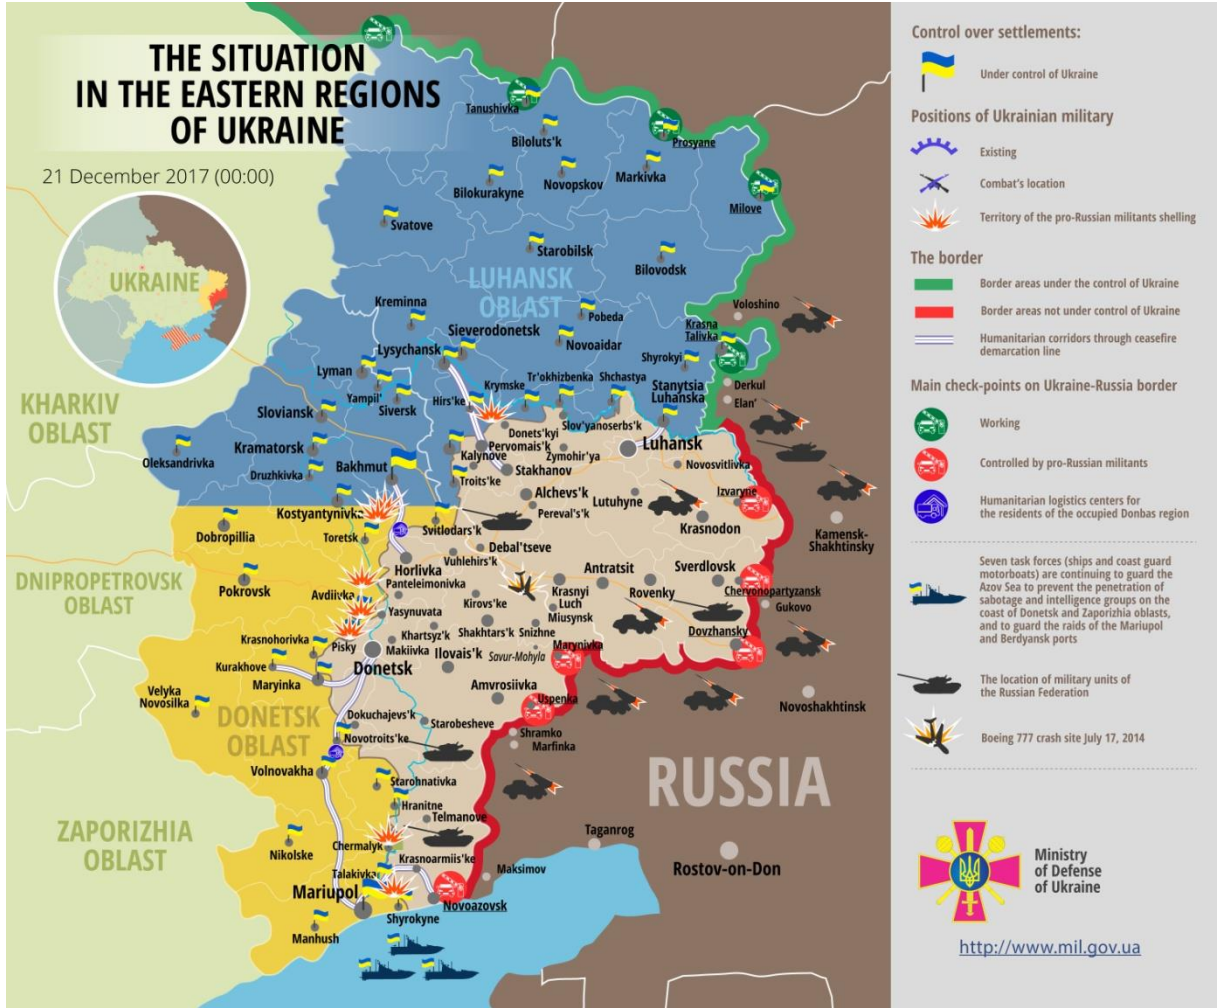 THE SITUATION
IN THE EASTERN REGIONS
OF UKRAINE
21 December 2017 (00:00)
UKRAINE
KHARKIV
OBLAST
DNIPROPETROVSK
OBLAST
ZAPORIZHIA
OBLAST
LUHANSK
OBLAST
DONETSK
OBLAST
RUSSIA
Tanushivka
Biloluts'k
Prosyane
Bilokurakyne
Novopskov
Markivka
Milove
Svatove
Starobilsk
Bilovodsk
Kreminna
Pobeda
Voloshino
Sieverodonetsk
Krasna
Talivka
Lysychansk
Novoaidar
Shyrokyi
Lyman
Yampil'
Siversk
Hirs'ke
Krymske
Tr'okhizbenka
Shchastya
Stanytsia
Luhanska
Derkul
Elan'
Sloviansk
Donets'kyi
Slov'yanoserbs'k
Kramatorsk
Pervomais'k
Luhansk
Oleksandrivka
Druzhkivka
Bakhmut
Kalynove
Zymohir'ya
Stakhanov
Novosvitlivka
Troits'ke
Alchevs'k
Lutuhyne
Izvaryne
Kostyantynivka
Pereval's'k
Krasnodon
Kamensk-
Shakhtinsky
Dobropillia
Toretsk
Svitlodars'k
Debal'tseve
Vuhlehirs'k
Horlivka
Panteleimonivka
Antratsit
Sverdlovsk
Pokrovsk
Avdiivka
Krasnyi
Luch
Rovenky
Chervonopartyzansk
Gukovo
Yasynuvata
Kirovs'ke
Miusynsk
Krasnohorivka
Pisky
Khartsyz'k
Shakhtars'k
Snizhne
Dovzhansky
Makiivka
Ilovais'k
Savur-Mohyla
Marynivka
Kurakhove
Donetsk
Maryinka
Velyka
Novosilka
Amvrosiivka
Uspenka
Novoshakhtinsk
Dokuchajevs'k
Starobesheve
Shramko
Marfinka
Novotroits'ke
Volnovakha
Starohnativka
Hranitne
Telmanove
Taganrog
Nikolske
Chermalyk
Krasnoarmiis'ke
Maksimov
Rostov-on-Don
Talakivka
Mariupol
Novoazovsk
Shyrokyne
Manhush
Control over settlements:
Under control of Ukraine
Positions of Ukrainian military
Existing
Combat's location
Territory of the pro-Russian militants shelling
The border
Border areas under the control of Ukraine
Border areas not under control of Ukraine
Humanitarian corridors through ceasefire
demarcation line
Main check-points on Ukraine-Russia border
Working
Controlled by pro-Russian militants
Humanitarian logistics centers for
the residents of the occupied Donbas region
Seven task forces (ships and coast guard
motorboats) are continuing to guard the
Azov Sea to prevent the penetration of
sabotage and intelligence groups on the
coast of Donetsk and Zaporizhia oblasts,
and to guard the raids of the Mariupol
and Berdyansk ports
The location of military units of
the Russian Federation
Boeing 777 crash site July 17, 2014
Ministry
of Defense
of Ukraine
http://www.mil.gov.ua